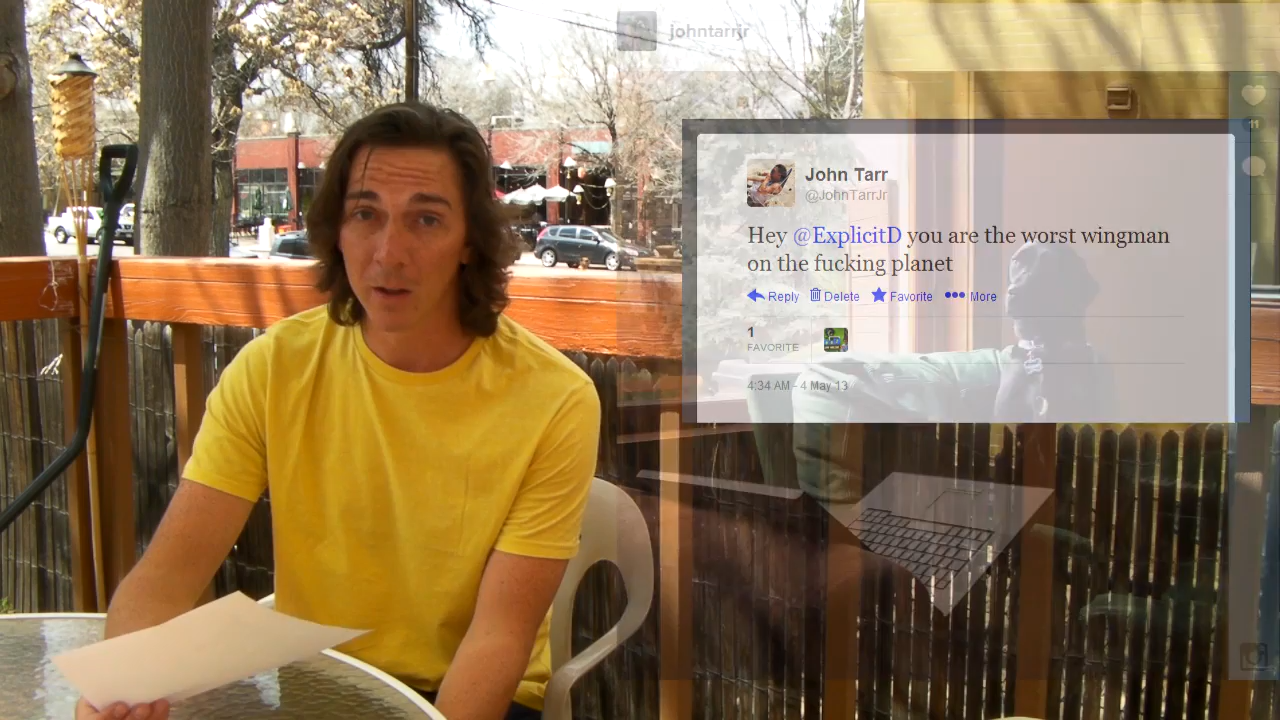 johntarrjr
11
John Tarr
@JohnTarrJr
Hey @ExplicitD you are the worst wingman
on the fucking planet
Reply Delete Favorite More
1
FAVORITE
4:34 AM - 4 May 13